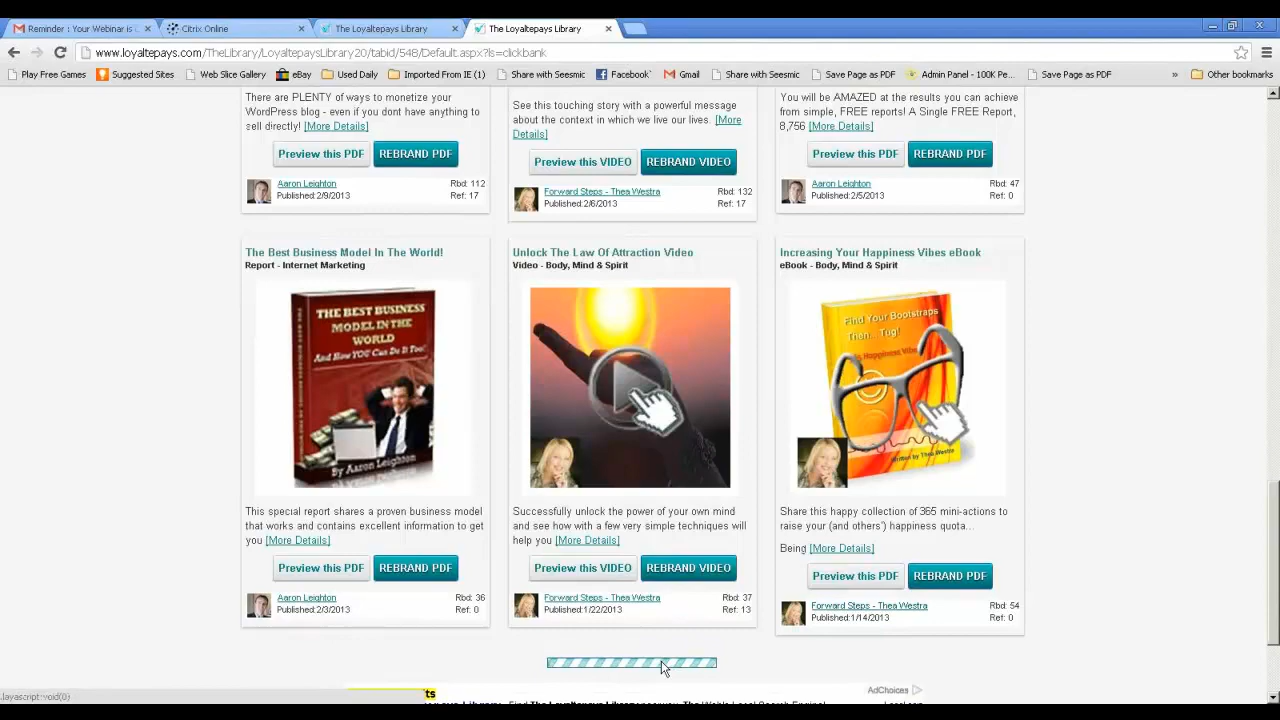 Reminder : Your Webinar is c
Citrix Online
The Loyaltepays Library
The Loyaltepays Library
www.loyaltepays.com/TheLibrary/LoyaltepaysLibrary20/tabid/548/Default.aspx?ls=clickbank
Play Free Games
Suggested Sites
Web Slice Gallery
eBay
Used Daily
Imported From IE (1)
Share with Seesmic
Facebook
Gmail
Share with Seesmic
Save Page as PDF
Admin Panel - 100K Pe...
Save Page as PDF
»
Other bookmarks
There are PLENTY of ways to monetize your
WordPress blog - even if you dont have anything to
sell directly! [More Details]
Preview this PDF
REBRAND PDF
Aaron Leighton
Rbd: 112
Published:2/9/2013
Ref: 17
See this touching story with a powerful message
about the context in which we live our lives. [More
Details]
Preview this VIDEO
REBRAND VIDEO
Forward Steps - Thea Westra
Rbd: 132
Published:2/6/2013
Ref: 17
You will be AMAZED at the results you can achieve
from simple, FREE reports! A Single FREE Report,
8,756 [More Details]
Preview this PDF
REBRAND PDF
Aaron Leighton
Rbd: 47
Published:2/5/2013
Ref: 0
The Best Business Model In The World!
Report - Internet Marketing
THE BEST BUSINESS
MODEL IN THE
WORLD
And How YOU Can Do It Too!
By Aaron Leighton
This special report shares a proven business model
that works and contains excellent information to get
you [More Details]
Preview this PDF
REBRAND PDF
Aaron Leighton
Rbd: 36
Published:2/3/2013
Ref: 0
Unlock The Law Of Attraction Video
Video - Body, Mind & Spirit
Successfully unlock the power of your own mind
and see how with a few very simple techniques will
help you [More Details]
Preview this VIDEO
REBRAND VIDEO
Forward Steps - Thea Westra
Rbd: 37
Published:1/22/2013
Ref: 13
Increasing Your Happiness Vibes eBook
eBook - Body, Mind & Spirit
Find Your Bootstraps
Then... Tug!
Happiness Vibe
Written by Thea Westra
Share this happy collection of 365 mini-actions to
raise your (and others') happiness quota...
Being [More Details]
Preview this PDF
REBRAND PDF
Forward Steps - Thea Westra
Rbd: 54
Published:1/14/2013
Ref: 0
javascript:void(0)
ts
AdChoices